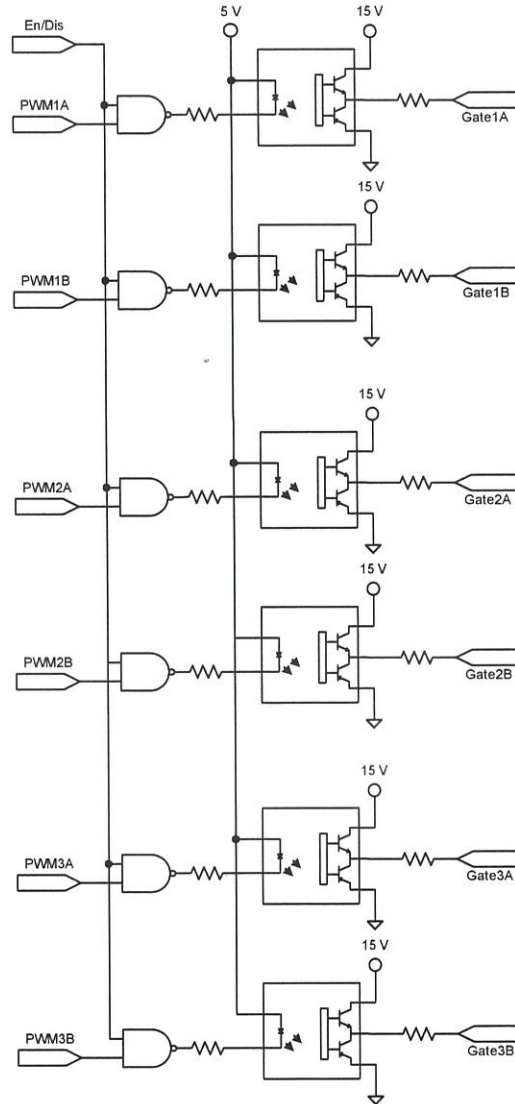 En/Dis
5 V
15 V
PWM1A
Gate1A
15 V
PWM1B
Gate1B
15 V
PWM2A
Gate2A
15 V
PWM2B
Gate2B
15 V
PWM3A
Gate3A
15 V
PWM3B
Gate3B